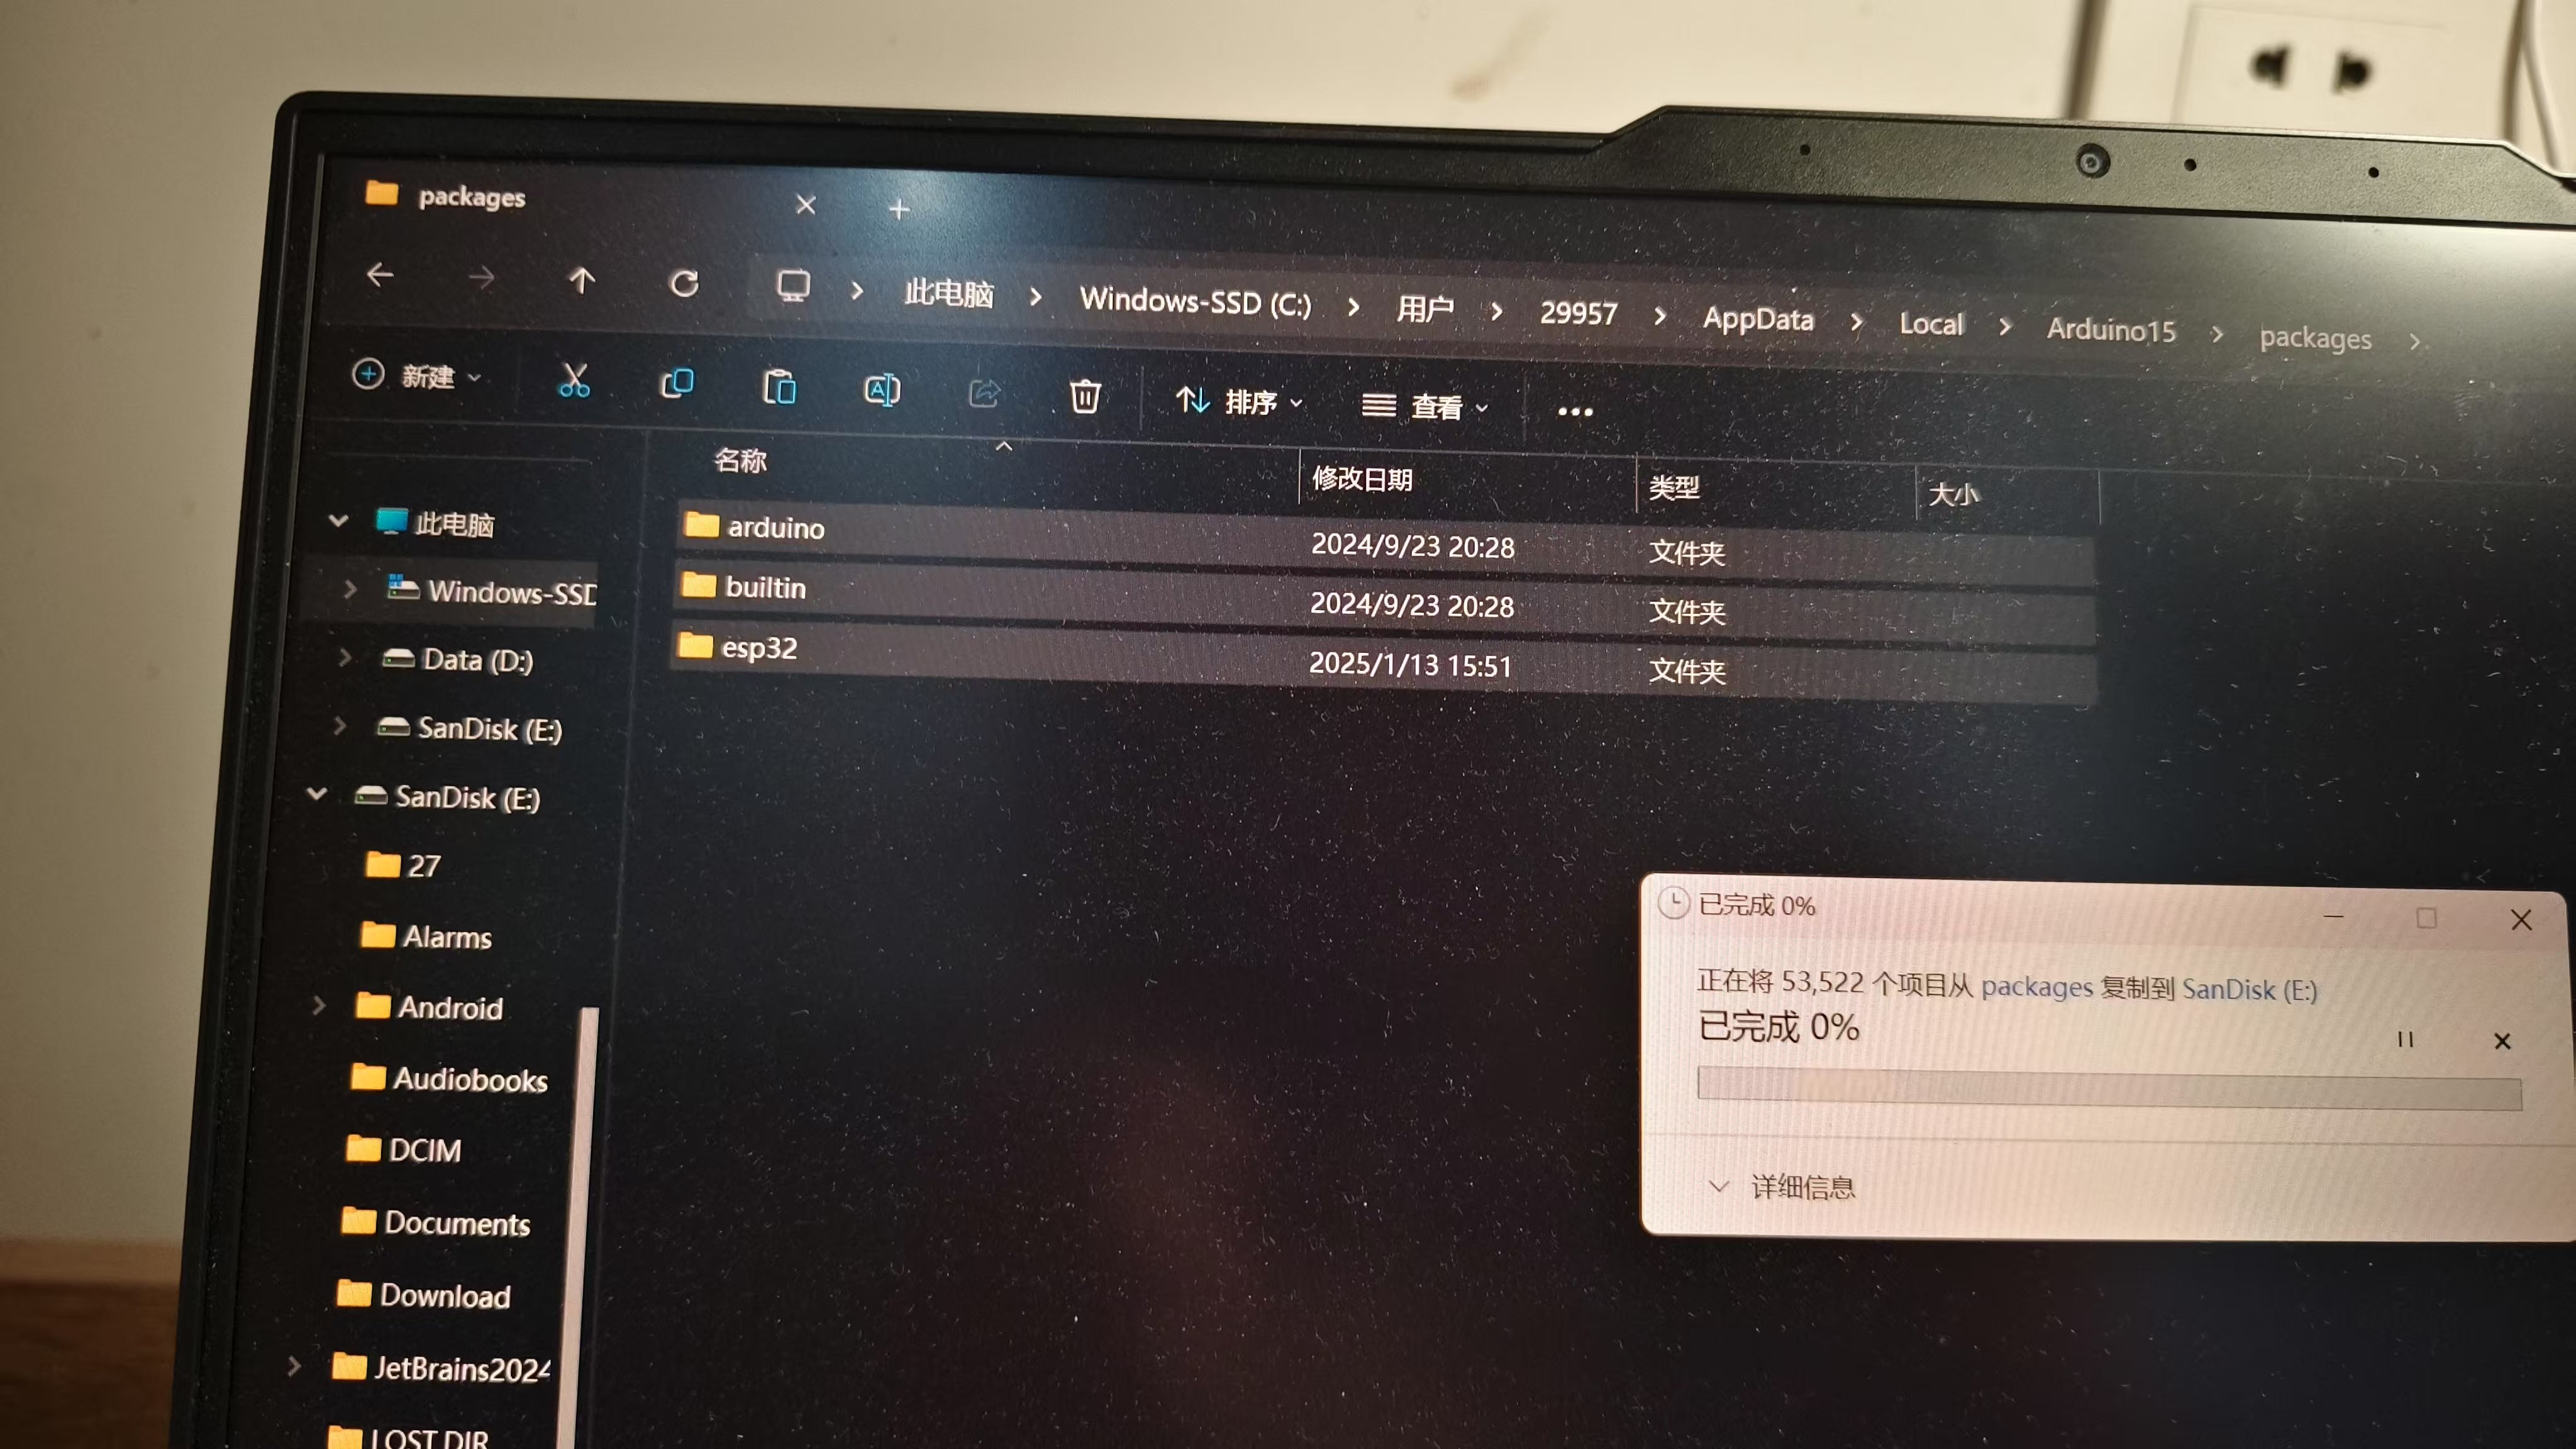 packages
此电脑 > Windows-SSD (C:) > 用户 > 29957 > AppData > Local > Arduino15 > packages >
新建 排序 查看
名称 修改日期 类型 大小
arduino 2024/9/23 20:28 文件夹
builtin 2024/9/23 20:28 文件夹
esp32 2025/1/13 15:51 文件夹
此电脑
Windows-SSD
Data (D:)
SanDisk (E:)
SanDisk (E:)
27
Alarms
Android
Audiobooks
DCIM
Documents
Download
JetBrains2024
LOST.DIR
已完成 0%
正在将 53,522 个项目从 packages 复制到 SanDisk (E:)
已完成 0%
详细信息